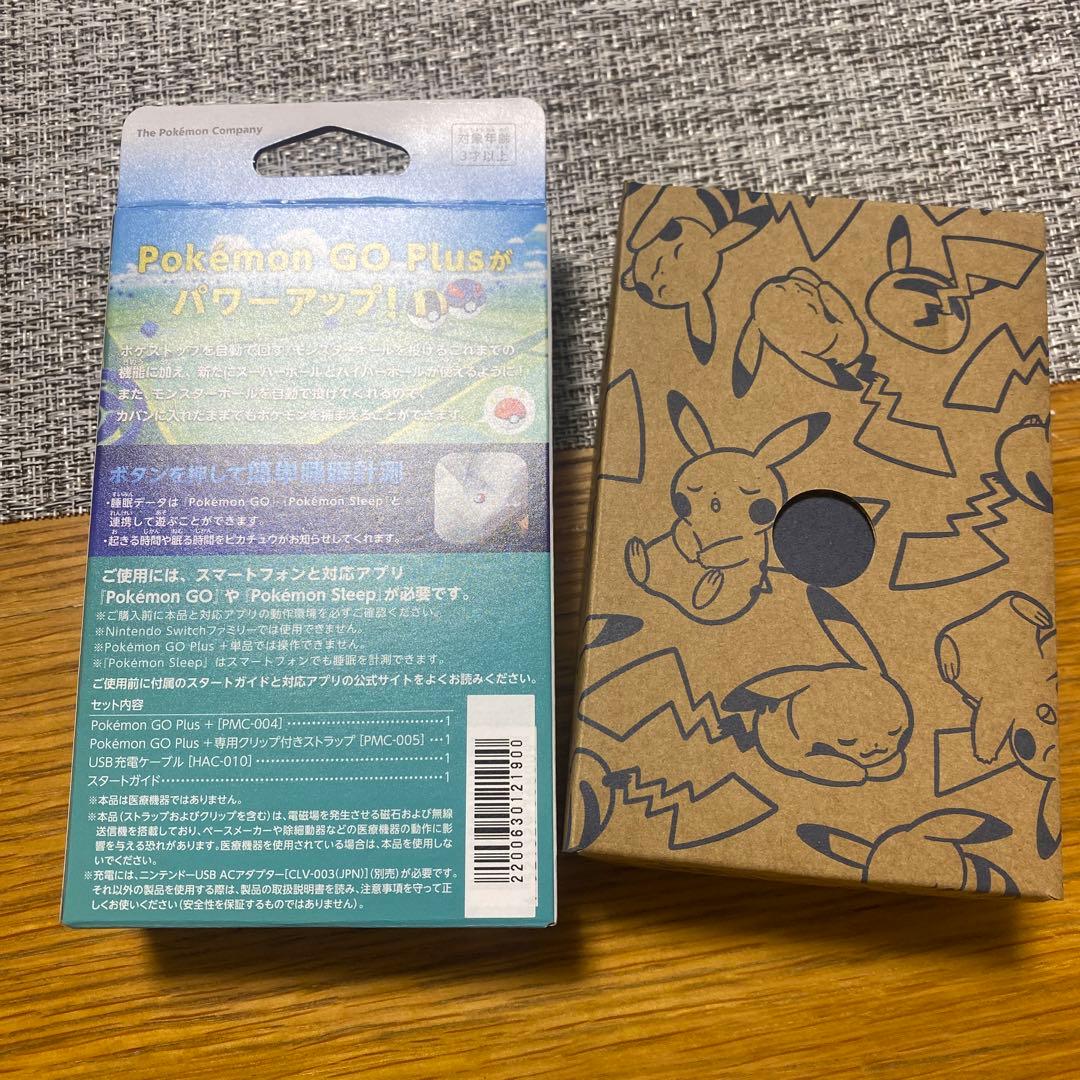 The Pokémon Company
対象年齢
3才以上
Pokémon GO Plusが
パワーアップ!
ポケストップを自動で回す/モンスターボールを投げるこれまでの
機能に加え、新たにスーパーボールとハイパーボールが使えるように!
また、モンスターボールを自動で投げてくれるので、
カバンに入れたままでもポケモンを捕まえることができます。
ボタンを押して簡単睡眠計測
・睡眠データは『Pokémon GO』『Pokémon Sleep』と
連携して遊ぶことができます。
・起きる時間や眠る時間をピカチュウがお知らせしてくれます。
ご使用には、スマートフォンと対応アプリ
『Pokémon GO』や『Pokémon Sleep』が必要です。
※ご購入前に本品と対応アプリの動作環境を必ずご確認ください。
※Nintendo Switchファミリーでは使用できません。
※Pokémon GO Plus +単品では操作できません。
※『Pokémon Sleep』はスマートフォンでも睡眠を計測できます。
ご使用前に付属のスタートガイドと対応アプリの公式サイトをよくお読みください。
セット内容
Pokémon GO Plus +[PMC-004]……………………………1
Pokémon GO Plus +専用クリップ付きストラップ[PMC-005]…1
USB充電ケーブル[HAC-010]……………………………1
スタートガイド……………………………1
※本品は医療機器ではありません。
※本品(ストラップおよびクリップを含む)は、電磁場を発生させる磁石および無線
送信機を搭載しており、ペースメーカーや除細動器などの医療機器の動作に影
響を与える恐れがあります。医療機器を使用されている場合は、本品を使用しな
いでください。
※充電には、ニンテンドーUSB ACアダプター[CLV-003(JPN)](別売)が必要です。
それ以外の製品を使用する際は、製品の取扱説明書を読み、注意事項を守って正
しくお使いください(安全性を保証するものではありません)。
2200630121900